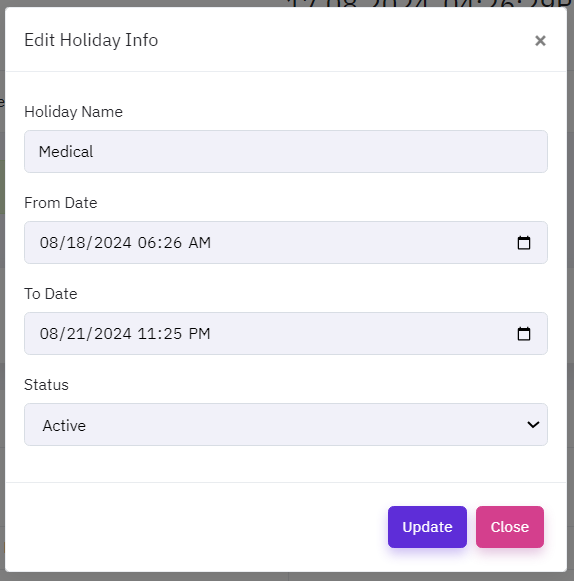 Edit Holiday Info
×
Holiday Name
Medical
From Date
08/18/2024 06:26 AM
To Date
08/21/2024 11:25 PM
Status
Active
Update Close